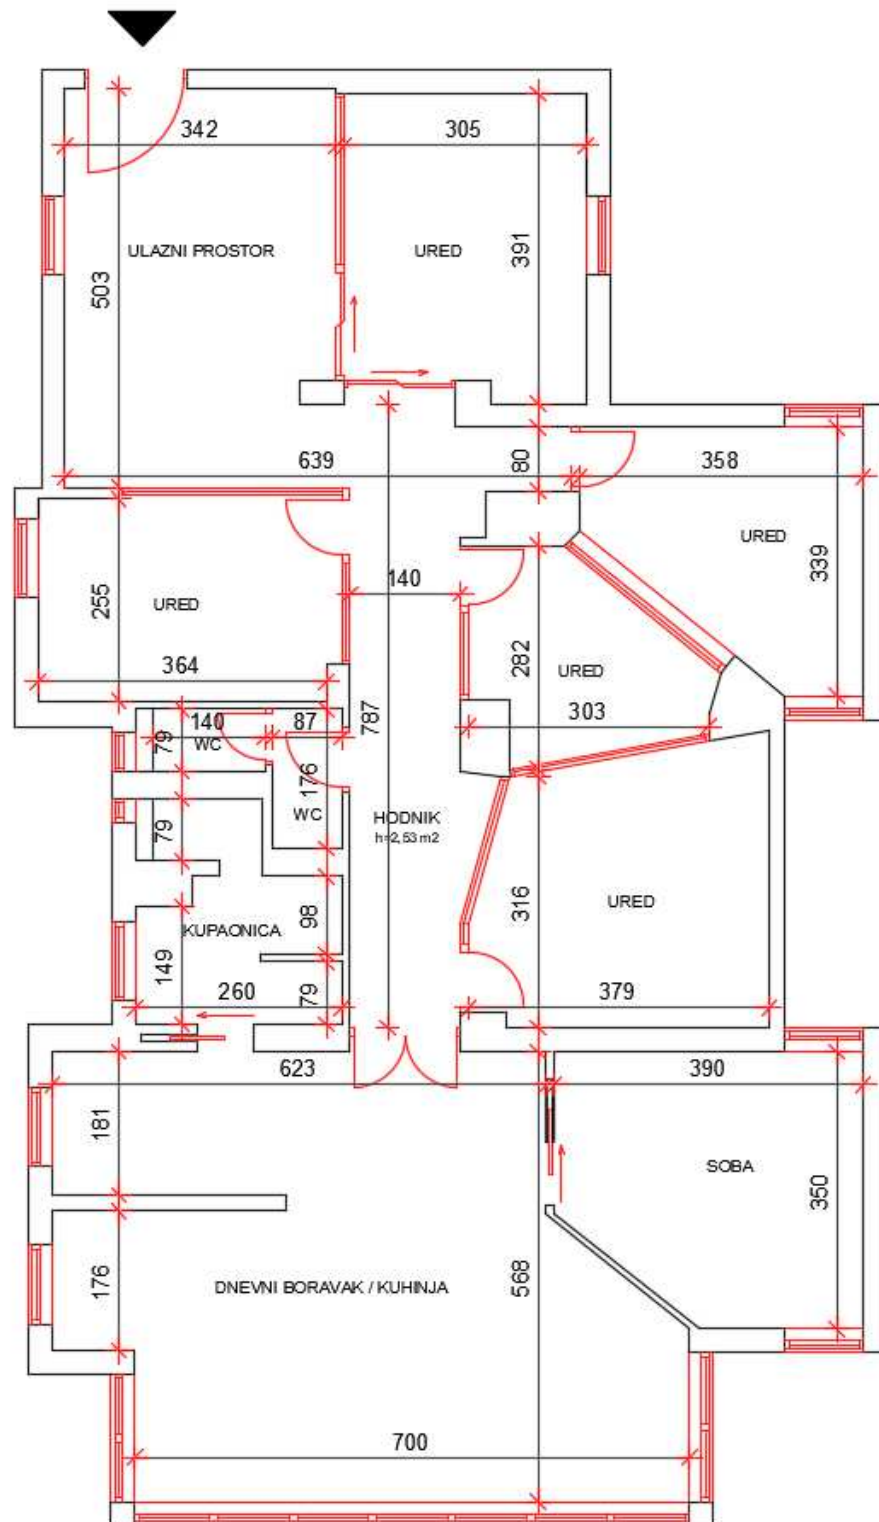 342
305
ULAZNI PROSTOR
URED
391
503
639
80
358
URED
339
140
255
URED
282
URED
364
303
787
140
87
79
WC
176
WC
HODNIK
h=2,53 m2
79
316
URED
98
KUPAONICA
149
260
79
379
623
390
181
SOBA
350
568
DNEVNI BORAVAK / KUHINJA
176
700